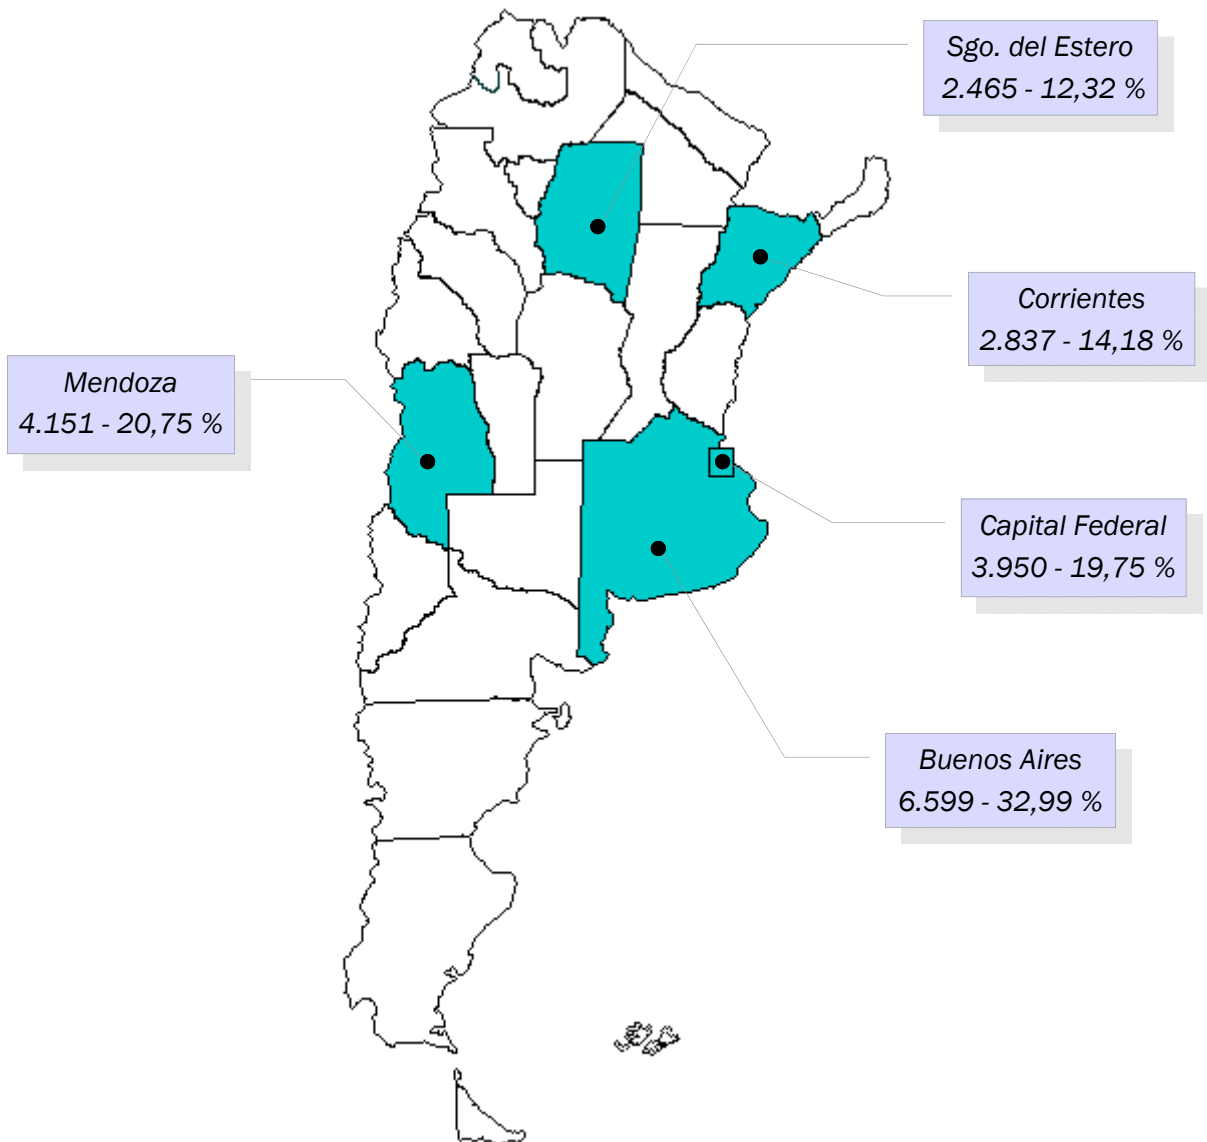 Sgo. del Estero
2.465 - 12,32 %
Corrientes
2.837 - 14,18 %
Mendoza
4.151 - 20,75 %
Capital Federal
3.950 - 19,75 %
Buenos Aires
6.599 - 32,99 %